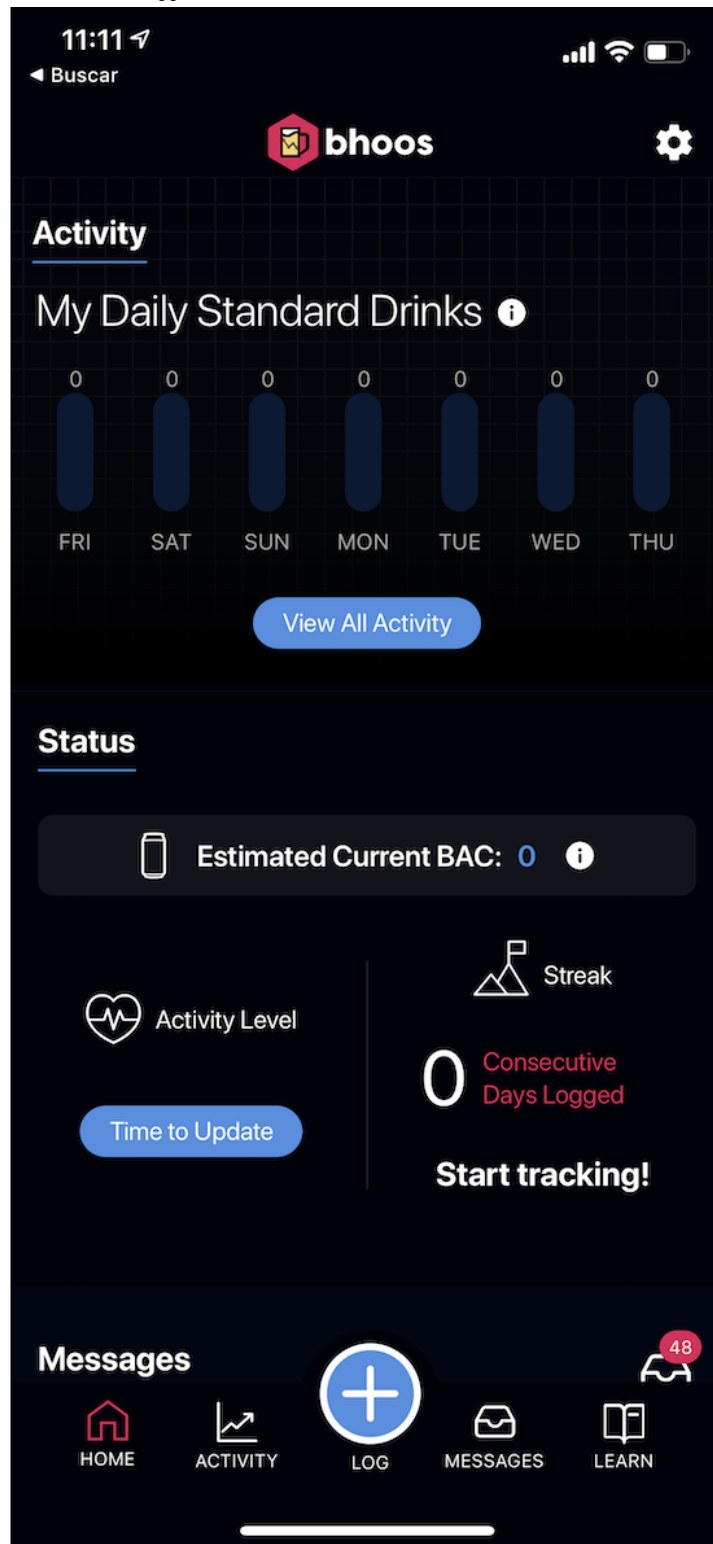 11:11
◀ Buscar
bhoos
Activity
My Daily Standard Drinks
0 0 0 0 0 0 0
FRI SAT SUN MON TUE WED THU
View All Activity
Status
Estimated Current BAC: 0
Streak
Activity Level
0 Consecutive
Days Logged
Time to Update
Start tracking!
Messages
48
HOME ACTIVITY LOG MESSAGES LEARN